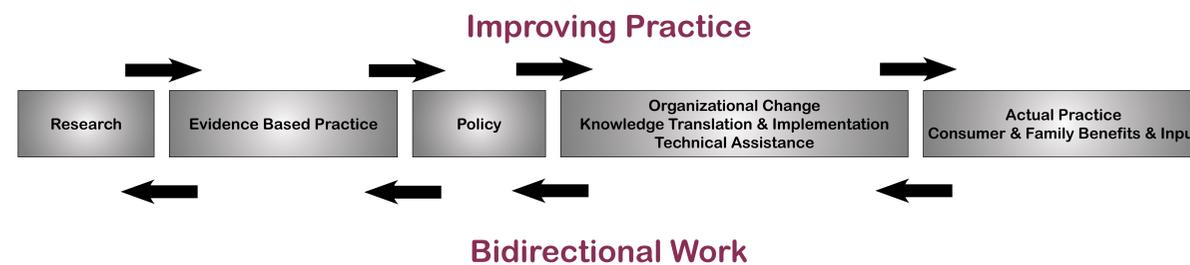 Improving Practice
Research
Evidence Based Practice
Policy
Organizational Change
Knowledge Translation & Implementation
Technical Assistance
Actual Practice
Consumer & Family Benefits & Inpu
Bidirectional Work